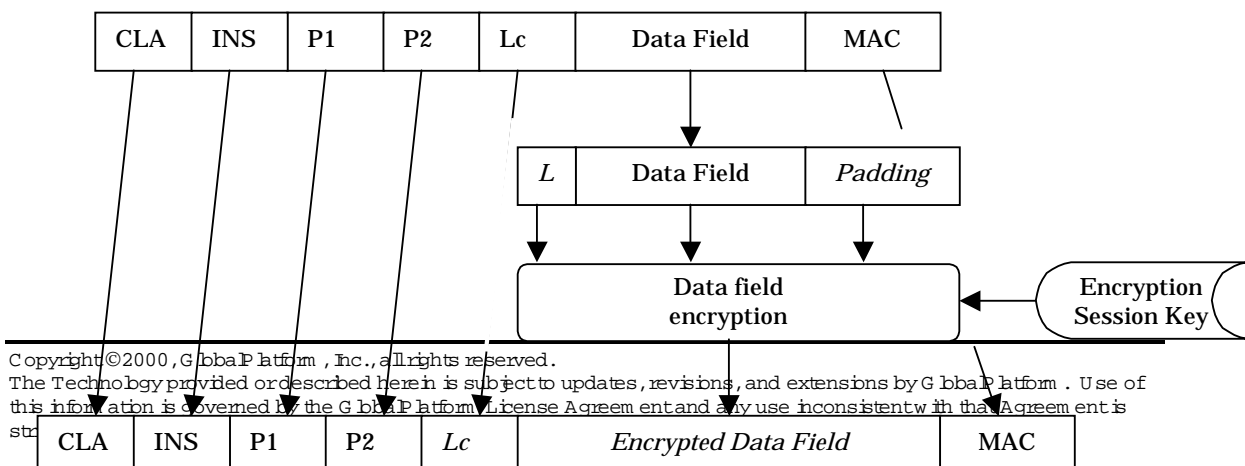 CLA INS P1 P2 Lc Data Field MAC
L Data Field Padding
Data field
encryption
Encryption
Session Key
Copyright © 2000, GlobalPlatform, Inc., all rights reserved.
The Technology provided or described herein is subject to updates, revisions, and extensions by GlobalPlatform. Use of
this information is governed by the GlobalPlatform License Agreement and any use inconsistent with that Agreement is
CLA INS P1 P2 Lc Encrypted Data Field MAC